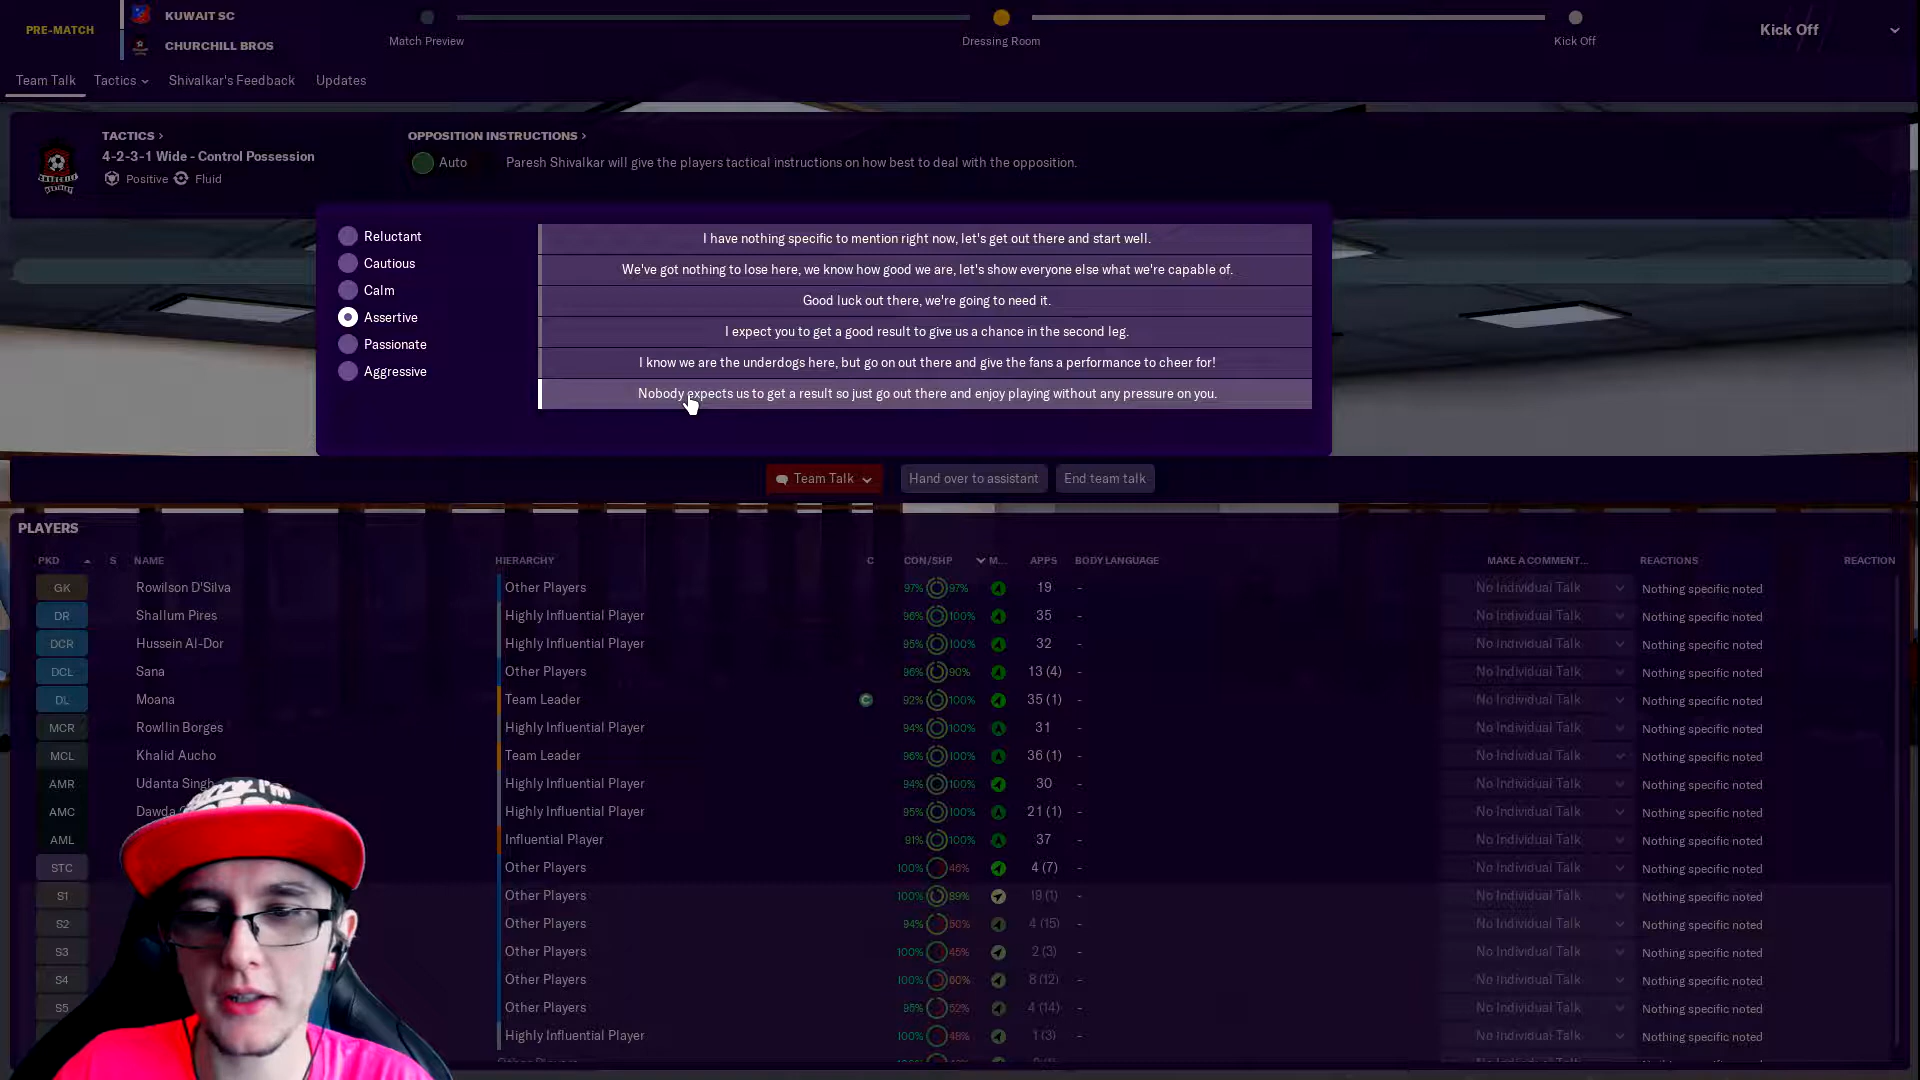 PRE-MATCH
KUWAIT SC
CHURCHILL BROS
Match Preview
Dressing Room
Kick Off
Kick Off
Team Talk Tactics Shivalkar's Feedback Updates
TACTICS >
4-2-3-1 Wide - Control Possession
Positive Fluid
OPPOSITION INSTRUCTIONS >
Auto Paresh Shivalkar will give the players tactical instructions on how best to deal with the opposition.
Reluctant
Cautious
Calm
Assertive
Passionate
Aggressive
I have nothing specific to mention right now, let's get out there and start well.
We've got nothing to lose here, we know how good we are, let's show everyone else what we're capable of.
Good luck out there, we're going to need it.
I expect you to get a good result to give us a chance in the second leg.
I know we are the underdogs here, but go on out there and give the fans a performance to cheer for!
Nobody expects us to get a result so just go out there and enjoy playing without any pressure on you.
Team Talk Hand over to assistant End team talk
PLAYERS
PKD S NAME HIERARCHY C CON/SHP M... APPS BODY LANGUAGE MAKE A COMMENT... REACTIONS REACTION
GK Rowilson D'Silva Other Players 97% 97% 19 - No Individual Talk Nothing specific noted
DR Shallum Pires Highly Influential Player 96% 100% 35 - No Individual Talk Nothing specific noted
DCR Hussein Al-Dor Highly Influential Player 95% 100% 32 - No Individual Talk Nothing specific noted
DCL Sana Other Players 96% 90% 13 (4) - No Individual Talk Nothing specific noted
DL Moana Team Leader C 92% 100% 35 (1) - No Individual Talk Nothing specific noted
MCR Rowllin Borges Highly Influential Player 94% 100% 31 - No Individual Talk Nothing specific noted
MCL Khalid Aucho Team Leader 96% 100% 36 (1) - No Individual Talk Nothing specific noted
AMR Udanta Singh Highly Influential Player 94% 100% 30 - No Individual Talk Nothing specific noted
AMC Dawda Highly Influential Player 95% 100% 21 (1) - No Individual Talk Nothing specific noted
AML Influential Player 91% 100% 37 - No Individual Talk Nothing specific noted
STC Other Players 100% 46% 4 (7) - No Individual Talk Nothing specific noted
S1 Other Players 100% 89% (1) - No Individual Talk Nothing specific noted
S2 Other Players 94% 4 (15) - No Individual Talk Nothing specific noted
S3 Other Players 100% 45% 2 (3) - No Individual Talk Nothing specific noted
S4 Other Players 100% 8 (12) - No Individual Talk Nothing specific noted
S5 Other Players 95% 52% 4 (14) - No Individual Talk Nothing specific noted
Highly Influential Player 100% 48% 1 (3) - No Individual Talk Nothing specific noted